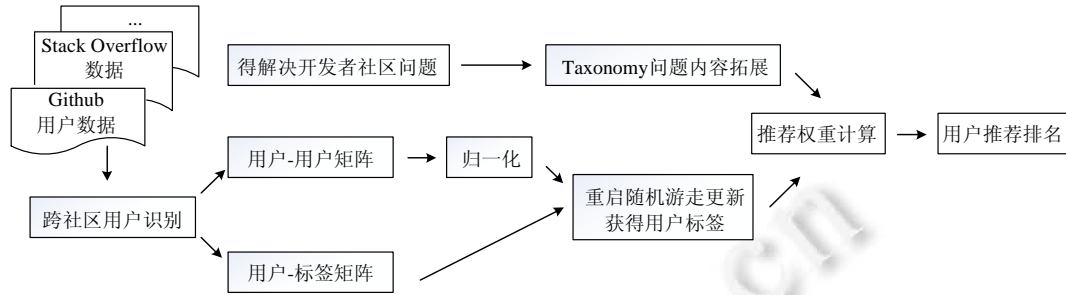 ...
Stack Overflow
数据
Github
用户数据
得解决开发者社区问题
Taxonomy问题内容拓展
推荐权重计算
用户推荐排名
用户-用户矩阵
归一化
跨社区用户识别
重启随机游走更新
获得用户标签
用户-标签矩阵
cn